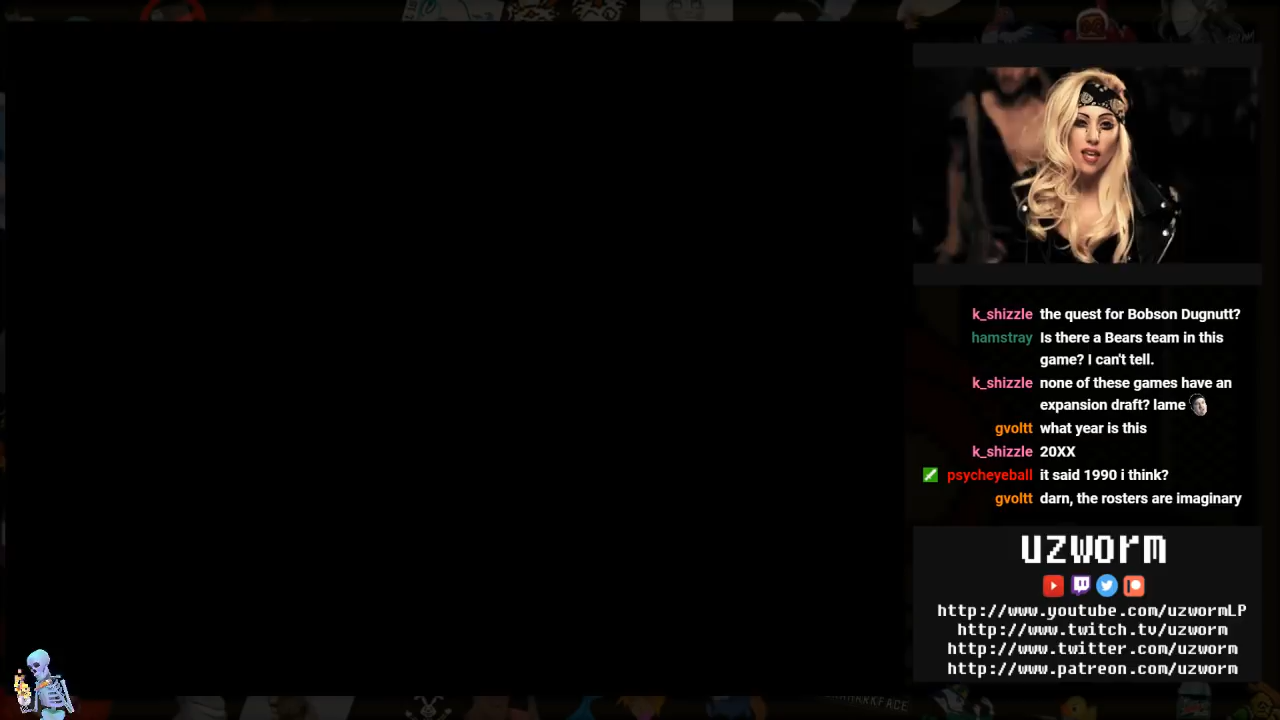 k_shizzle the quest for Bobson Dugnutt?
hamstray Is there a Bears team in this
game? I can't tell.
k_shizzle none of these games have an
expansion draft? lame
gvoltt what year is this
k_shizzle 20XX
psycheyeball it said 1990 i think?
gvoltt darn, the rosters are imaginary
uzworm
http://www.youtube.com/uzwormLP
http://www.twitch.tv/uzworm
http://www.twitter.com/uzworm
http://www.patreon.com/uzworm